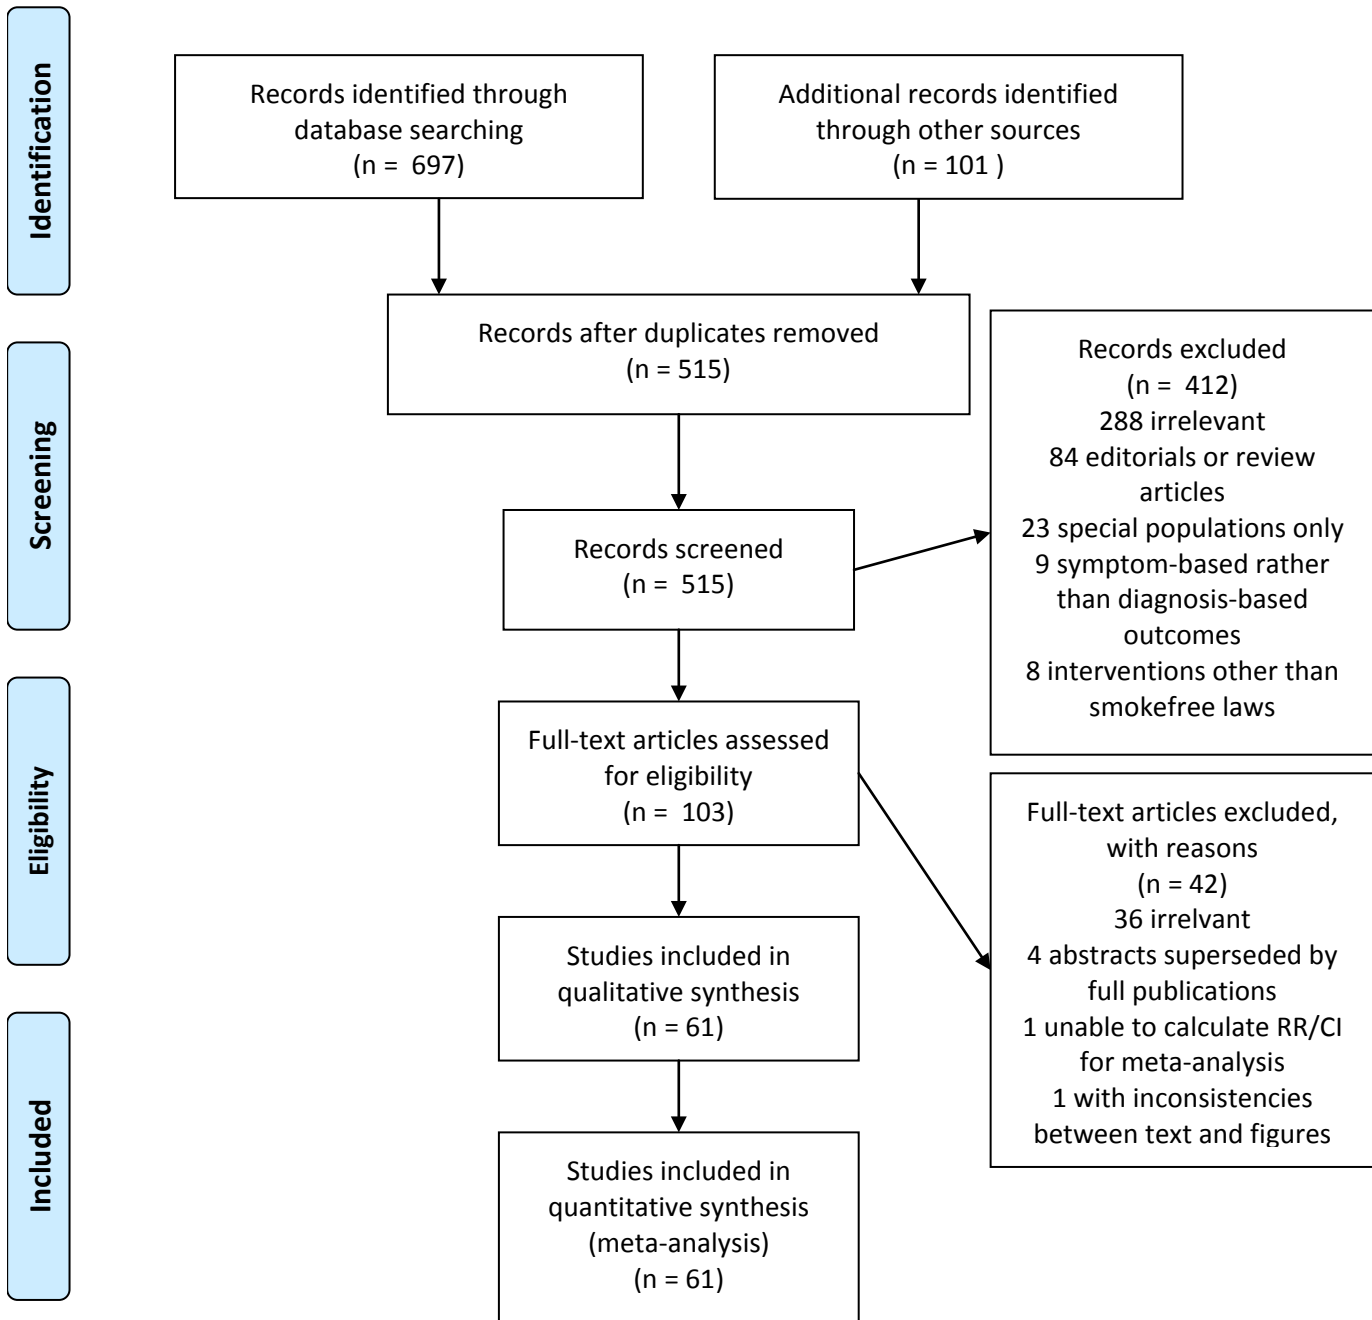 Identification
Records identified through
database searching
(n = 697)
Additional records identified
through other sources
(n = 101 )
Records after duplicates removed
(n = 515)
Screening
Records screened
(n = 515)
Records excluded
(n = 412)
288 irrelevant
84 editorials or review
articles
23 special populations only
9 symptom-based rather
than diagnosis-based
outcomes
8 interventions other than
smokefree laws
Eligibility
Full-text articles assessed
for eligibility
(n = 103)
Full-text articles excluded,
with reasons
(n = 42)
36 irrelvant
4 abstracts superseded by
full publications
1 unable to calculate RR/CI
for meta-analysis
1 with inconsistencies
between text and figures
Studies included in
qualitative synthesis
(n = 61)
Included
Studies included in
quantitative synthesis
(meta-analysis)
(n = 61)